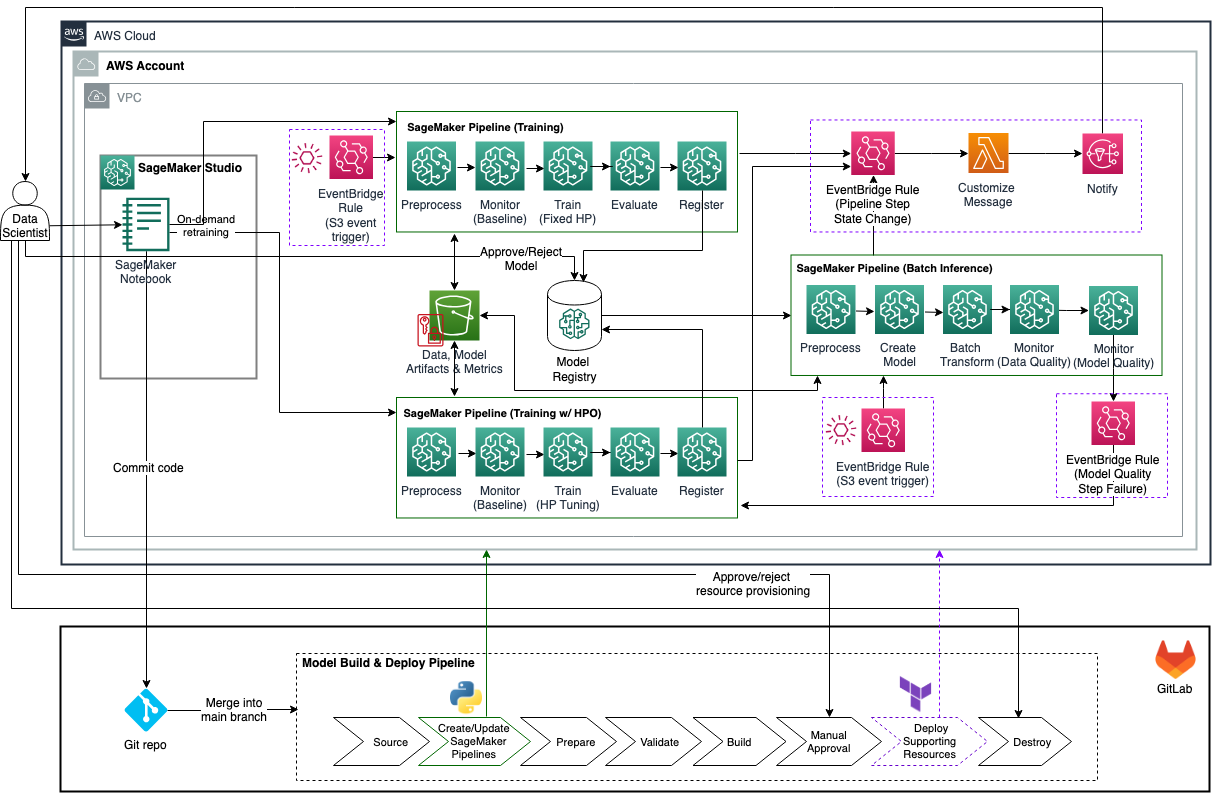 aws
AWS Cloud
AWS Account
VPC
SageMaker Pipeline (Training)
Preprocess
Monitor
(Baseline)
Train
(Fixed HP)
Evaluate
Register
EventBridge
Rule
(S3 event
trigger)
EventBridge Rule
(Pipeline Step
State Change)
Customize
Message
Notify
SageMaker Studio
Data
Scientist
On-demand
retraining
SageMaker
Notebook
Approve/Reject
Model
SageMaker Pipeline (Batch Inference)
Preprocess
Create
Model
Batch
Transform
Monitor
(Data Quality)
Monitor
(Model Quality)
Data, Model
Artifacts & Metrics
Model
Registry
SageMaker Pipeline (Training w/ HPO)
Preprocess
Monitor
(Baseline)
Train
(HP Tuning)
Evaluate
Register
EventBridge Rule
(S3 event trigger)
EventBridge Rule
(Model Quality
Step Failure)
Commit code
Approve/reject
resource provisioning
Model Build & Deploy Pipeline
GitLab
Git repo
Merge into
main branch
Source
Create/Update
SageMaker
Pipelines
Prepare
Validate
Build
Manual
Approval
Deploy
Supporting
Resources
Destroy